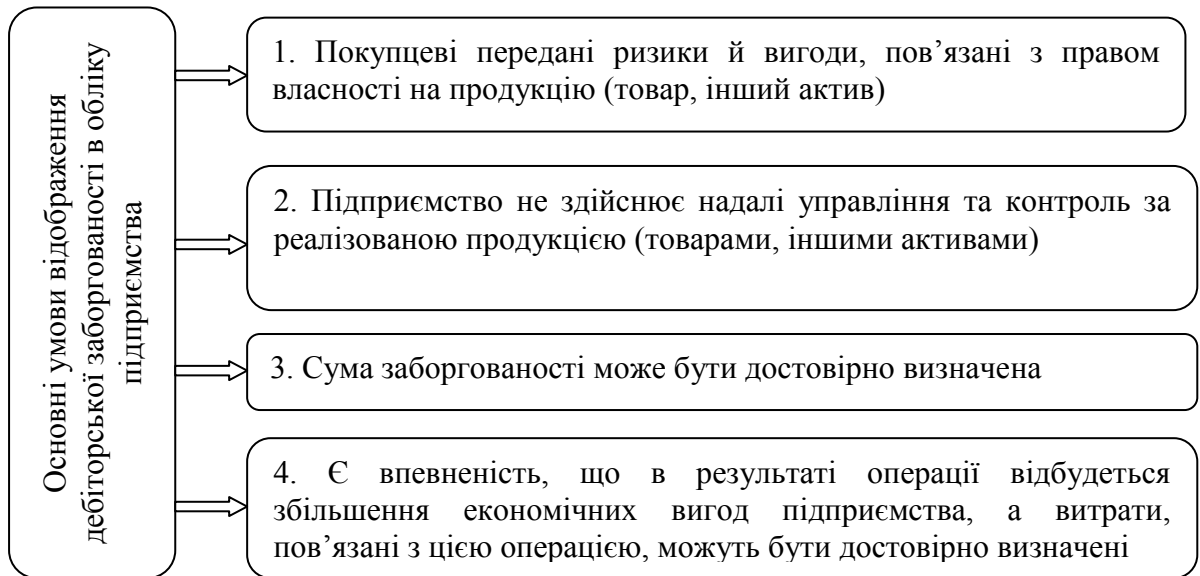 Основні умови відображення
дебіторської заборгованості в обліку
підприємства
1. Покупцеві передані ризики й вигоди, пов’язані з правом
власності на продукцію (товар, інший актив)
2. Підприємство не здійснює надалі управління та контроль за
реалізованою продукцією (товарами, іншими активами)
3. Сума заборгованості може бути достовірно визначена
4. Є впевненість, що в результаті операції відбудеться
збільшення економічних вигод підприємства, а витрати,
пов’язані з цією операцією, можуть бути достовірно визначені